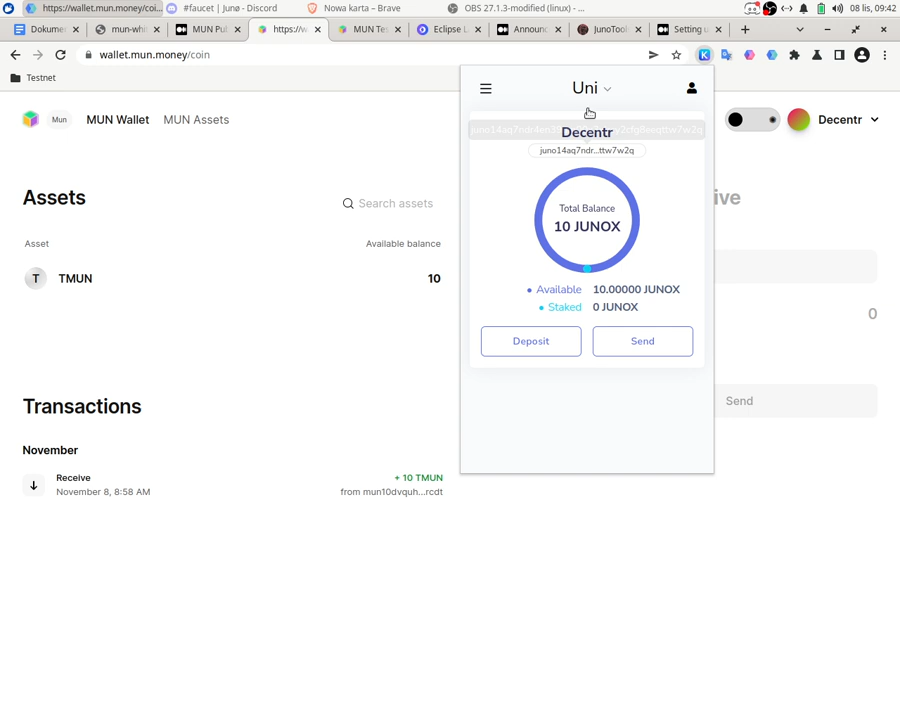 https://wallet.mun.money/coi...
#faucet | Juno - Discord
Nowa karta – Brave
OBS 27.1.3-modified (linux) - ...
08 lis, 09:42
Dokume
mun-whi
MUN Pu
https://w
MUN Te
Eclipse L
Announc
JunoTool
Setting u
wallet.mun.money/coin
K
Testnet
Mun
MUN Wallet
MUN Assets
Decentr
Uni
Decentr
juno14aq7ndr...ttw7w2q
Total Balance
10 JUNOX
Available 10.00000 JUNOX
Staked 0 JUNOX
Deposit
Send
Assets
Search assets
Asset
Available balance
T
TMUN
10
ive
0
Send
Transactions
November
Receive
+ 10 TMUN
November 8, 8:58 AM
from mun10dvquh...rcdt